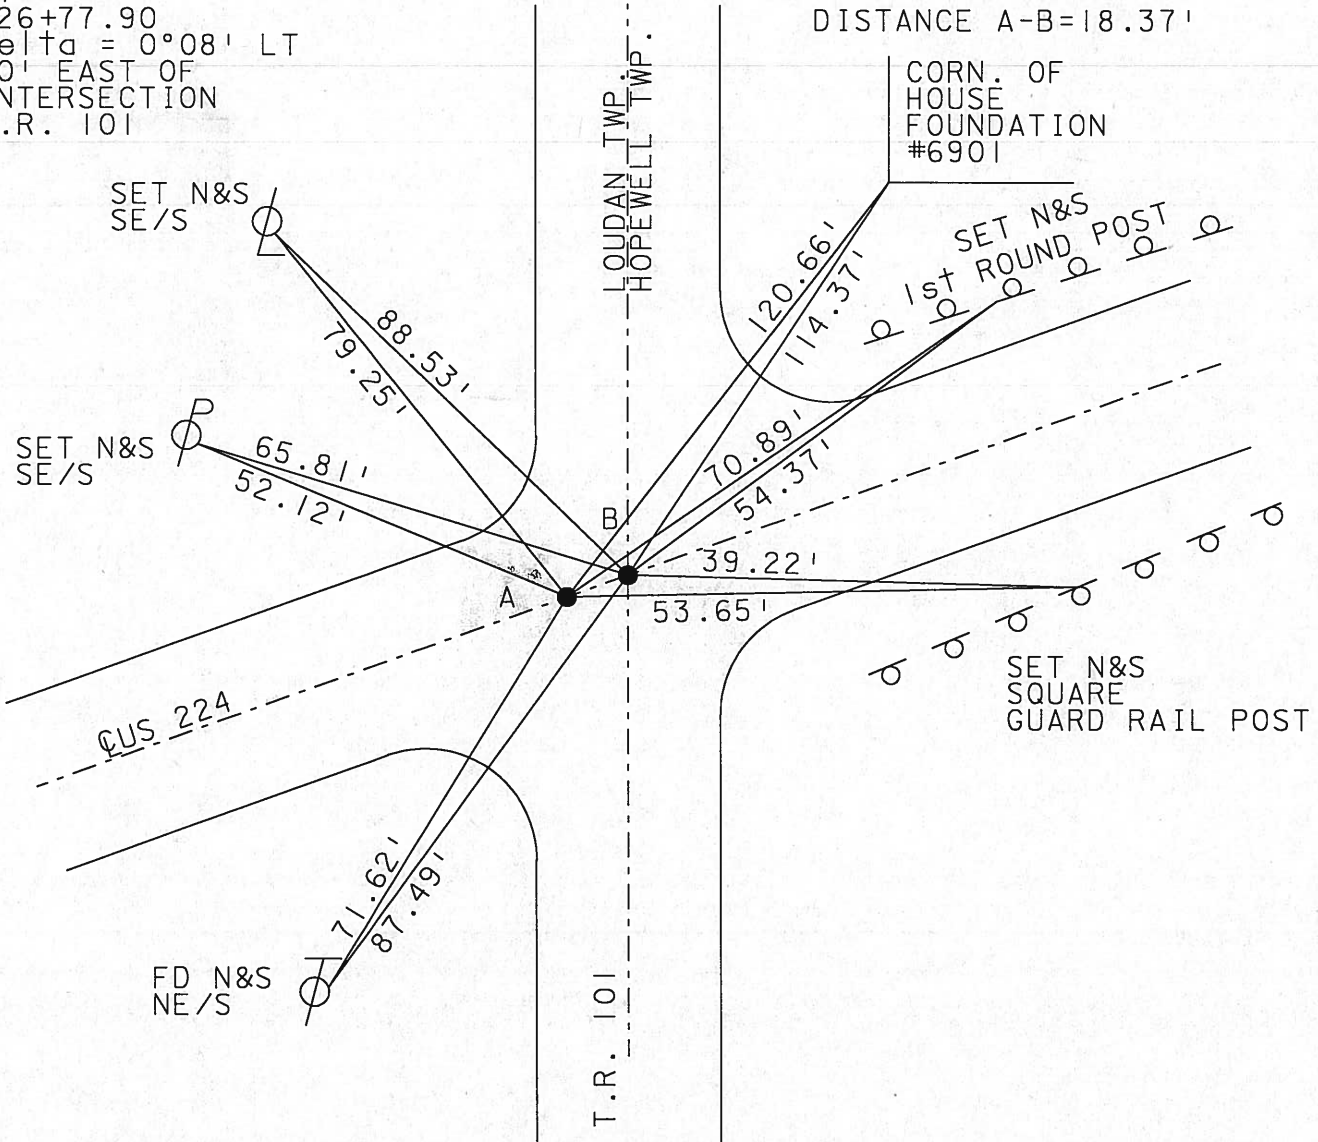 26+77.90
elta = 0°08' LT
0' EAST OF
NTERSECTION
.R. 101
DISTANCE A-B=18.37'
CORN. OF
HOUSE
FOUNDATION
#6901
LOUDAN TWP.
HOPEWELL TWP.
SET N&S
SE/S
SET N&S
1st ROUND POST
120.66'
114.37'
88.53'
79.25'
P
SET N&S
SE/S
65.81'
52.12'
70.89'
54.37'
B
A
39.22'
53.65'
SET N&S
SQUARE
GUARD RAIL POST
℄US 224
71.62'
87.49'
T
FD N&S
NE/S
T.R. 101